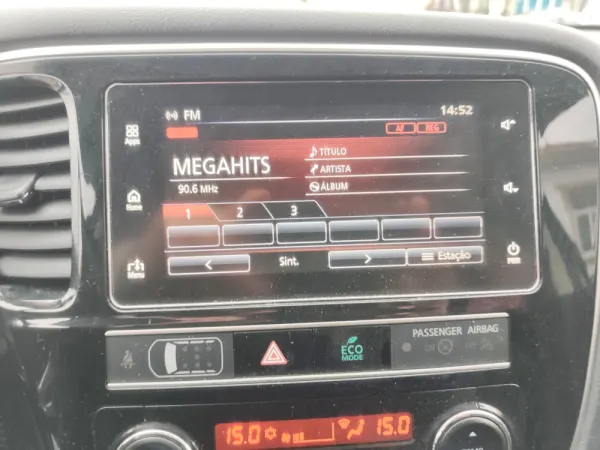 FM 14:52
AF REG
Apps
MEGAHITS
90.6 MHz
TÍTULO
ARTISTA
ÁLBUM
Home
1 2 3
Menu
< Sint. > Estação
PWR
PASSENGER AIRBAG
ECO
MODE
ON OFF
15.0 15.0